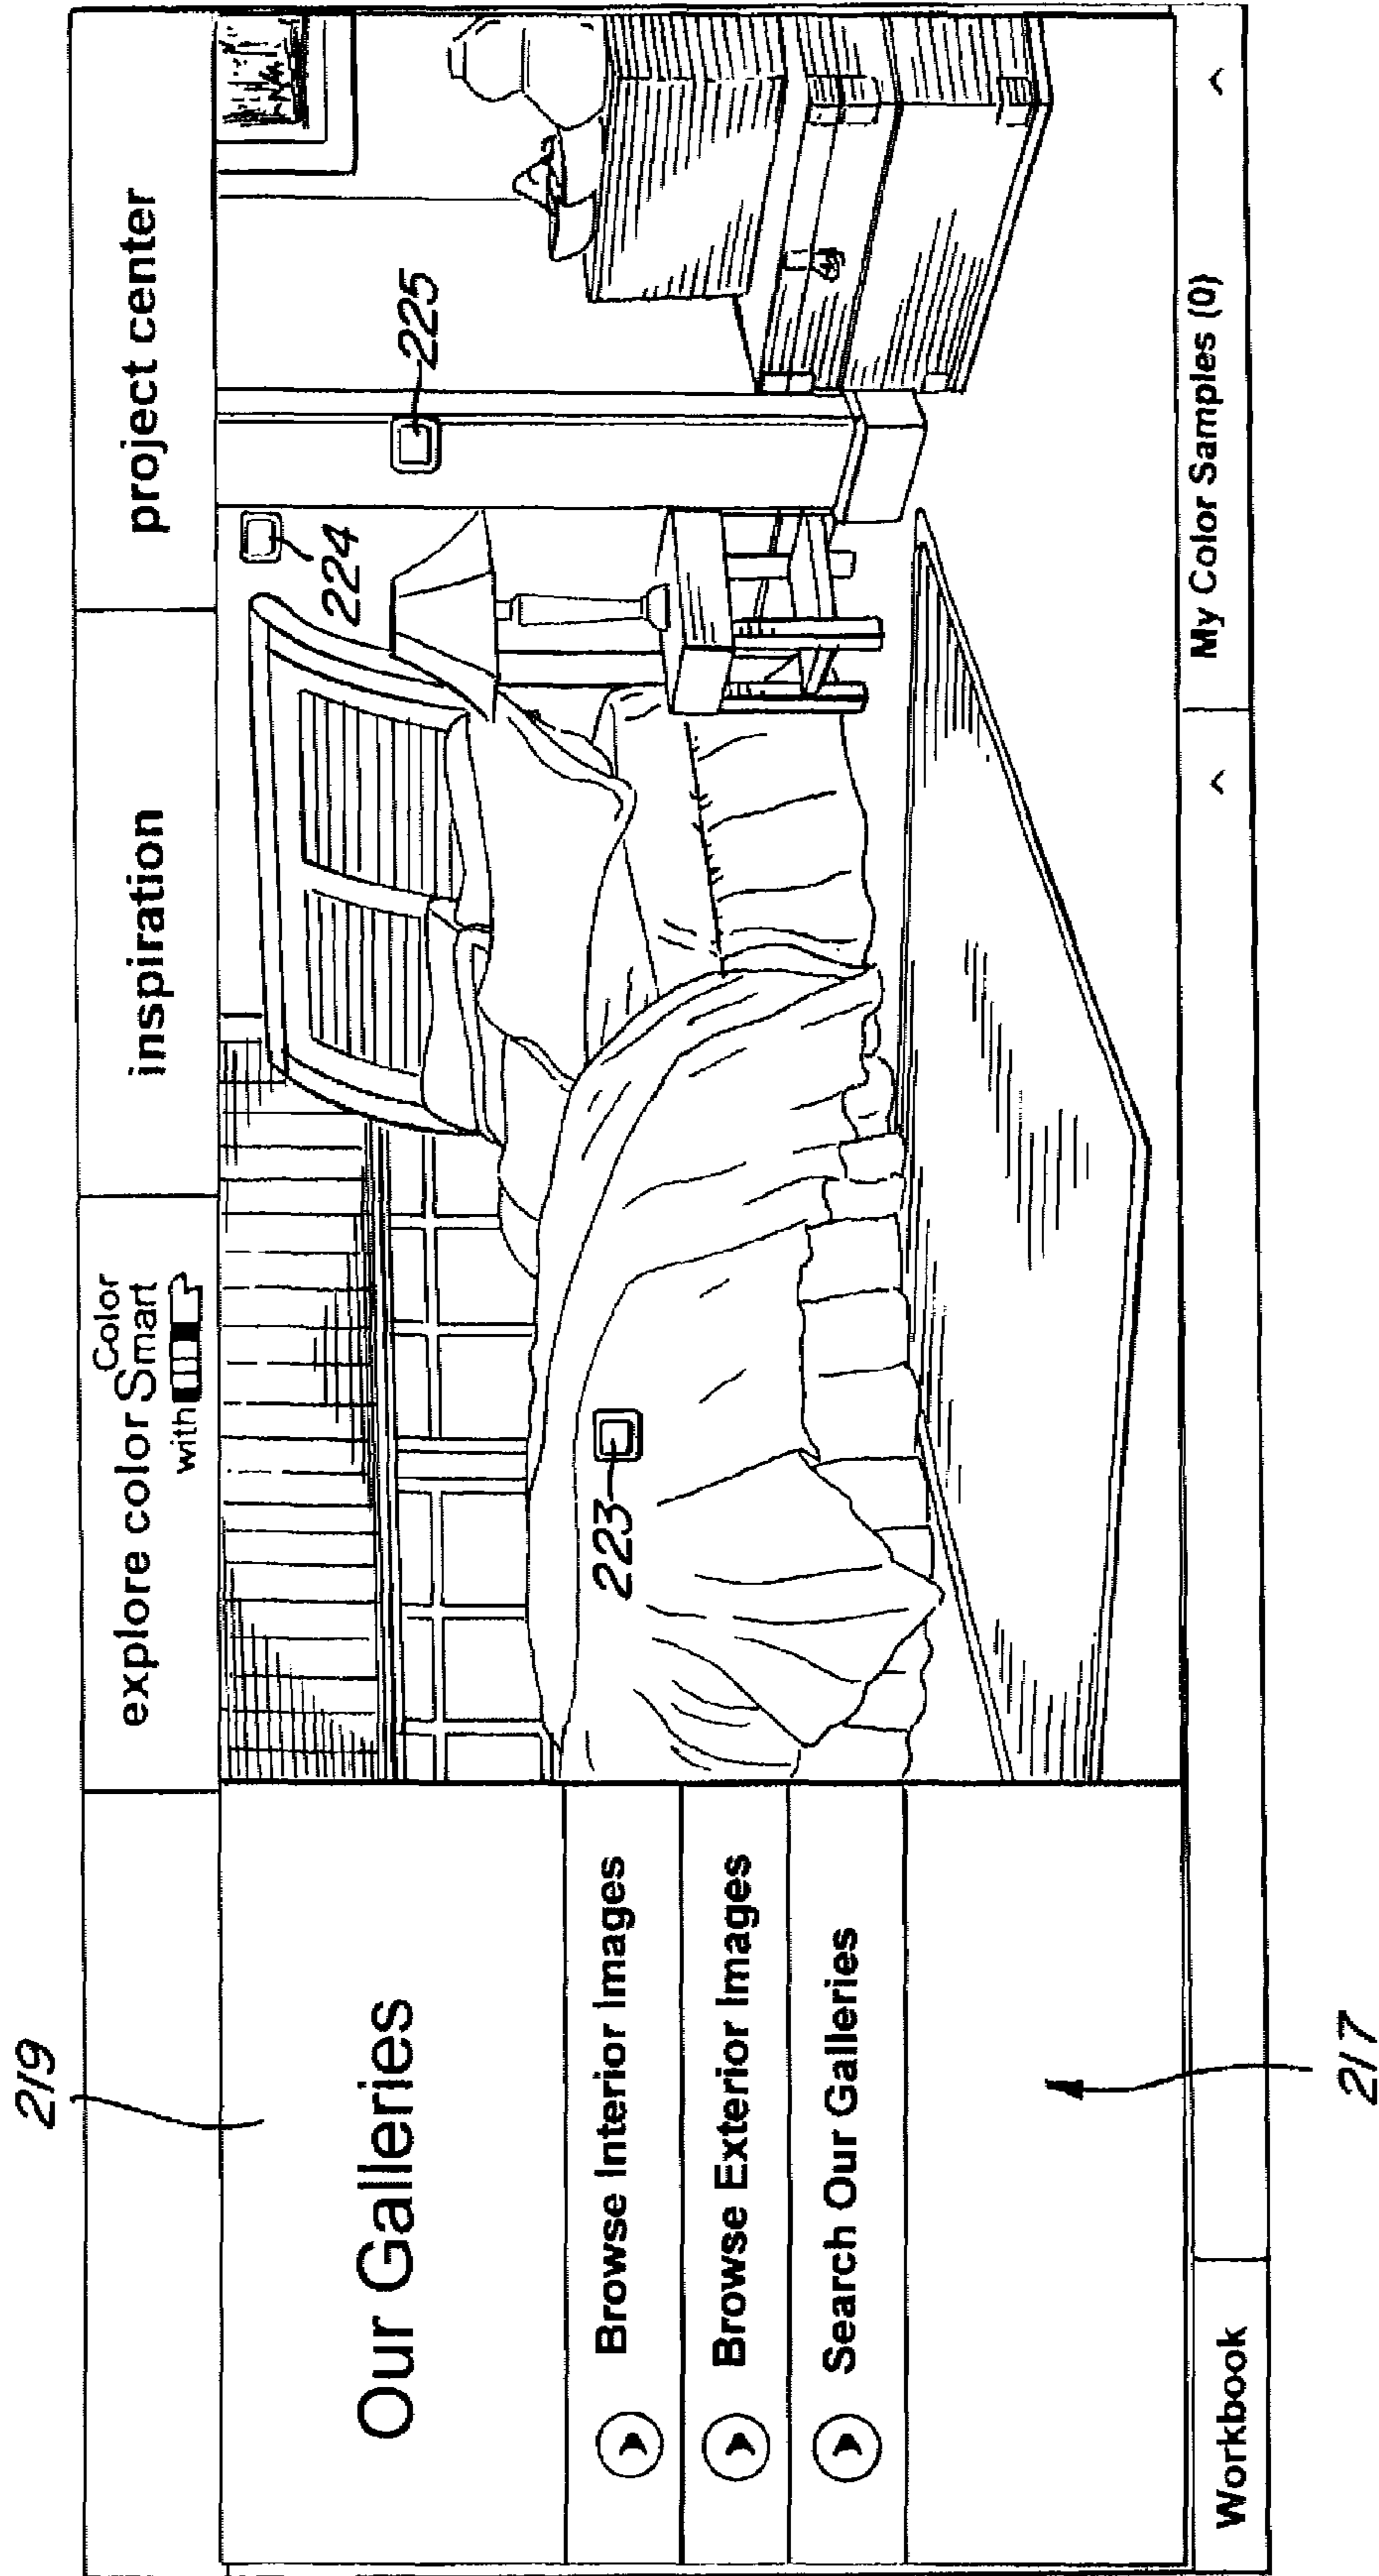 219
explore color Color Smart
with
inspiration
project center
Our Galleries
Browse Interior Images
Browse Exterior Images
Search Our Galleries
223
224
225
Workbook
My Color Samples (0)
217